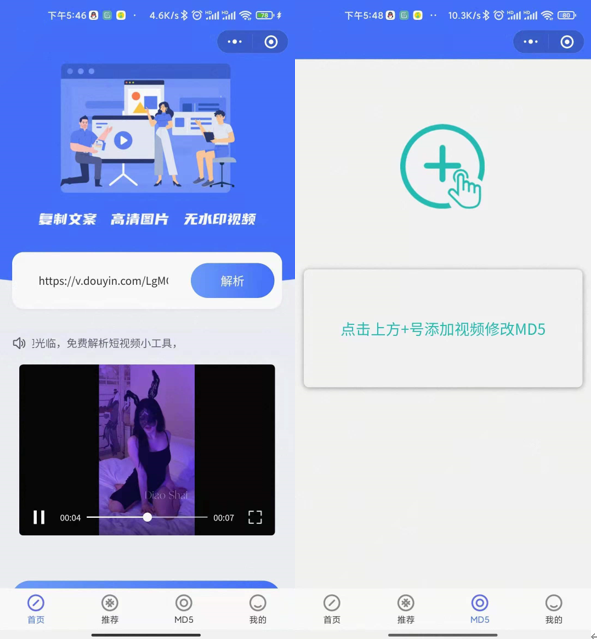 下午5:46
4.6K/s
78
复制文案 高清图片 无水印视频
https://v.douyin.com/LgM
解析
光临，免费解析短视频小工具，
Diao Shui
00:04
00:07
首页
推荐
MD5
我的
下午5:48
10.3K/s
80
点击上方+号添加视频修改MD5
首页
推荐
MD5
我的